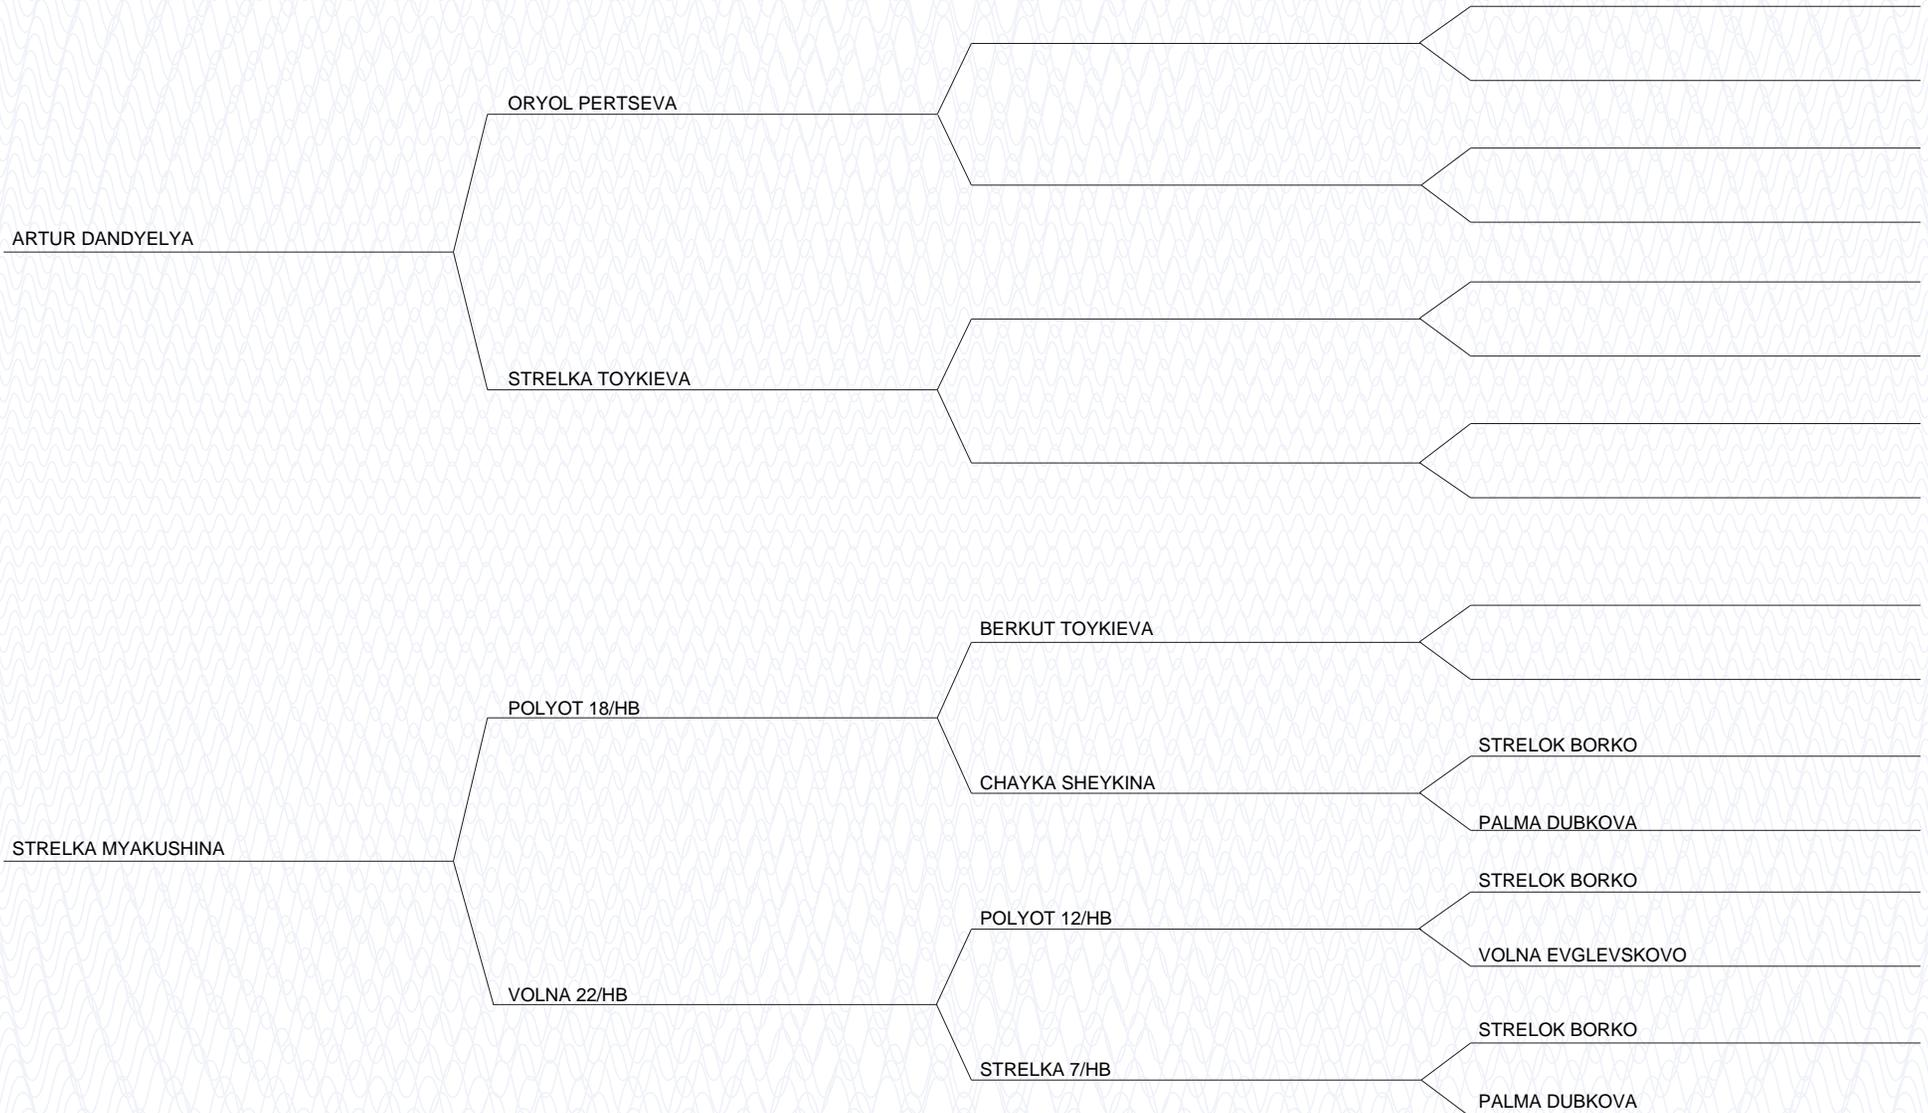 ORYOL PERTSEVA
ARTUR DANDYELYA
STRELKA TOYKIEVA
BERKUT TOYKIEVA
POLYOT 18/HB
STRELOK BORKO
CHAYKA SHEYKINA
PALMA DUBKOVA
STRELKA MYAKUSHINA
STRELOK BORKO
POLYOT 12/HB
VOLNA EVGLEVSKOVO
VOLNA 22/HB
STRELOK BORKO
STRELKA 7/HB
PALMA DUBKOVA